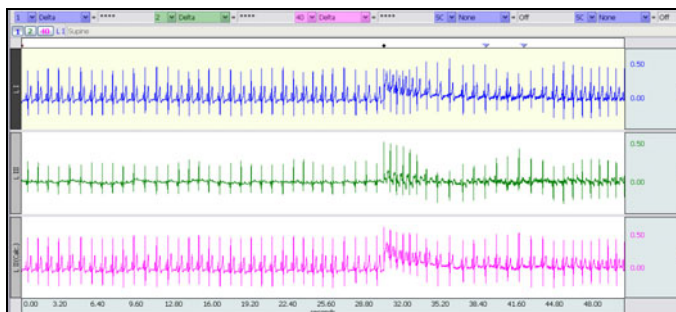 1 Delta = **** 2 Delta = **** 40 Delta = **** SC None = Off SC None = Off
1 2 40 L I Supine
L I
0.50
0.00
L III
0.50
0.00
0.50
0.00
0.00 3.20 6.40 9.60 12.80 16.00 19.20 22.40 25.60 28.80 32.00 35.20 38.40 41.60 44.80 48.00
seconds